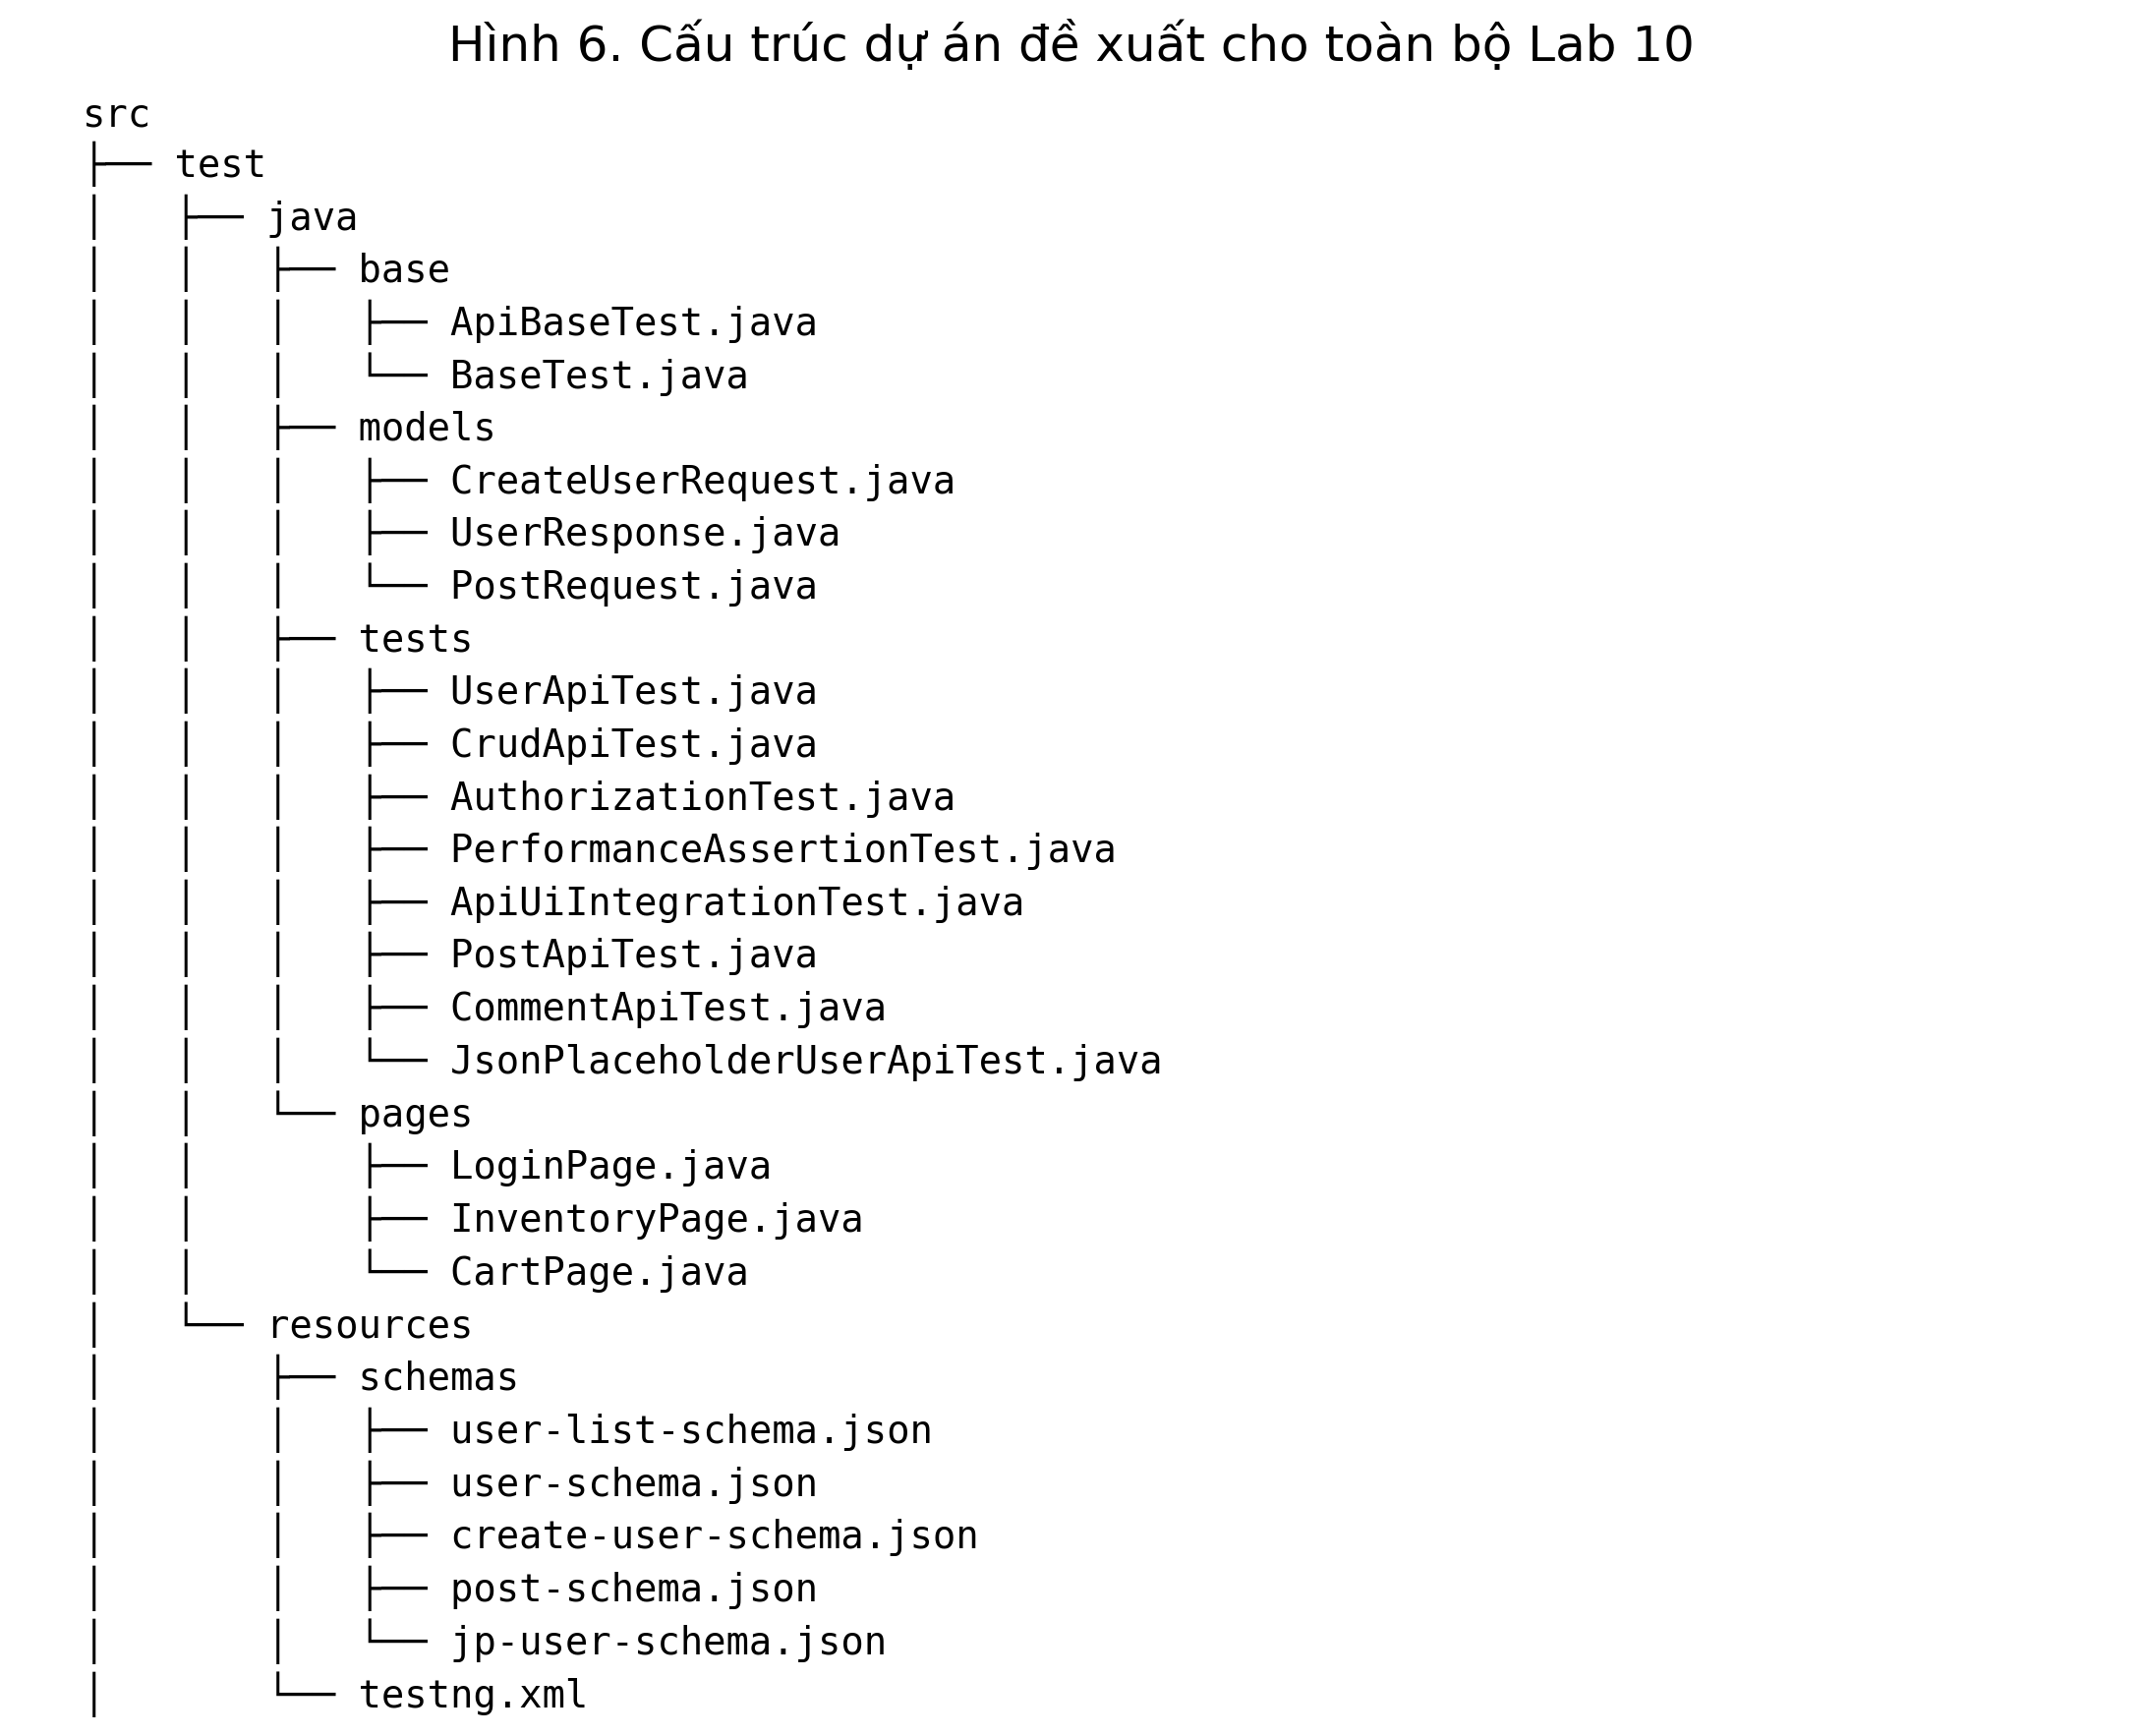 Hình 6. Cấu trúc dự án đề xuất cho toàn bộ Lab 10
src
├── test
│   ├── java
│   │   ├── base
│   │   │   ├── ApiBaseTest.java
│   │   │   └── BaseTest.java
│   │   ├── models
│   │   │   ├── CreateUserRequest.java
│   │   │   ├── UserResponse.java
│   │   │   └── PostRequest.java
│   │   ├── tests
│   │   │   ├── UserApiTest.java
│   │   │   ├── CrudApiTest.java
│   │   │   ├── AuthorizationTest.java
│   │   │   ├── PerformanceAssertionTest.java
│   │   │   ├── ApiUiIntegrationTest.java
│   │   │   ├── PostApiTest.java
│   │   │   ├── CommentApiTest.java
│   │   │   └── JsonPlaceholderUserApiTest.java
│   │   └── pages
│   │       ├── LoginPage.java
│   │       ├── InventoryPage.java
│   │       └── CartPage.java
│   └── resources
│       ├── schemas
│       │   ├── user-list-schema.json
│       │   ├── user-schema.json
│       │   ├── create-user-schema.json
│       │   ├── post-schema.json
│       │   └── jp-user-schema.json
│       └── testng.xml